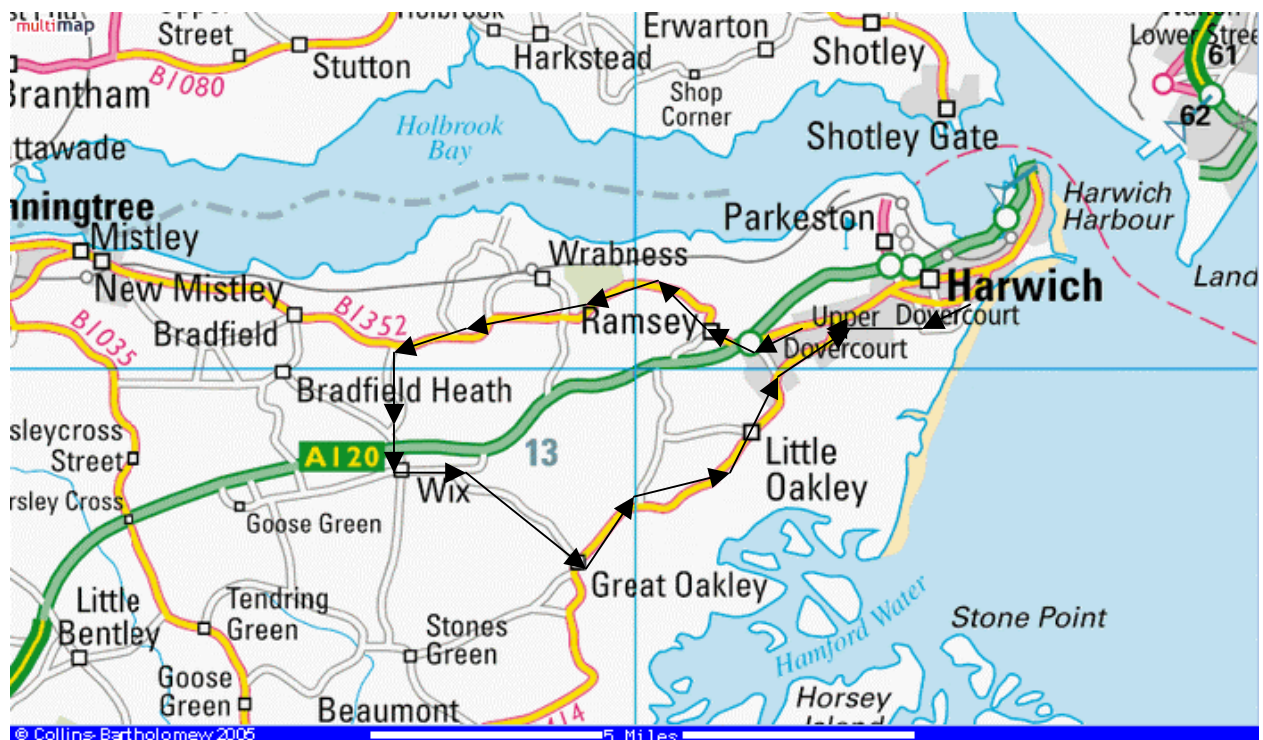 multimap
Street
Stutton
B1080
Brantham
ttawade
Harkstead
Erwarton
Shop
Corner
Shotley
Shotley Gate
Lower Stree
61
62
Holbrook
Bay
nningtree
Mistley
New Mistley
Bradfield
B1352
B1035
Bradfield Heath
Wrabness
Ramsey
Parkeston
Harwich
Harwich
Harbour
Land
Upper
Dovercourt
Dovercourt
sleycross
Street
rsley Cross
A120
13
Wix
Goose Green
Little
Oakley
Great Oakley
Little
Bentley
Tendring
Green
Stones
Green
Goose
Green
Beaumont
414
Hamford Water
Stone Point
Horsey
Island
© Collins-Bartholomew 2005
5 Miles